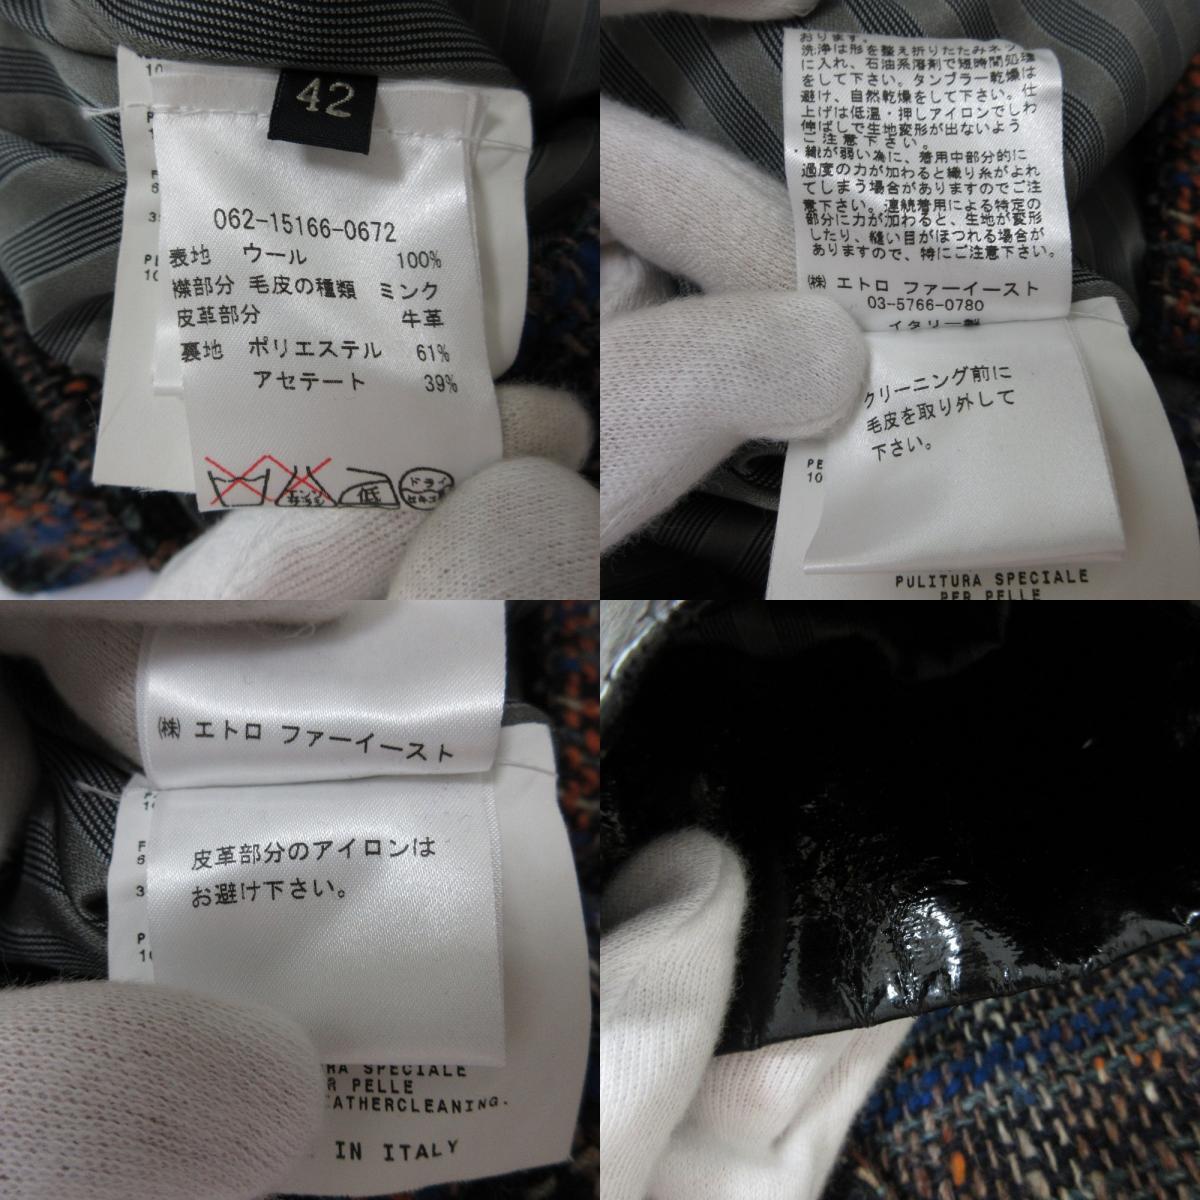 42
062-15166-0672
表地 ウール 100%
襟部分 毛皮の種類 ミンク
皮革部分 牛革
裏地 ポリエステル 61%
アセテート 39%
低
ドライ
おります。
洗浄は形を整え折りたたみネッ
に入れ、石油系溶剤で短時間処理
をして下さい。タンブラー乾燥は
避け、自然乾燥をして下さい。仕
上げは低温・押しアイロンでしわ
伸ばしで生地変形が出ないよう
ご注意下さい。
・織が弱い為に、着用中部分的に
過度の力が加わると織り糸がよれ
てしまう場合がありますのでご注
意下さい。連続着用による特定の
部分に力が加わると、生地が変形
したり、縫い目がほつれる場合が
ありますので、特にご注意下さい。
㈱ エトロ ファーイースト
03-5766-0780
イタリー製
クリーニング前に
毛皮を取り外して
下さい。
PE
10
PULITURA SPECIALE
PER PELLE
㈱ エトロ ファーイースト
皮革部分のアイロンは
お避け下さい。
RA SPECIALE
R PELLE
EATHERCLEANING.
IN ITALY